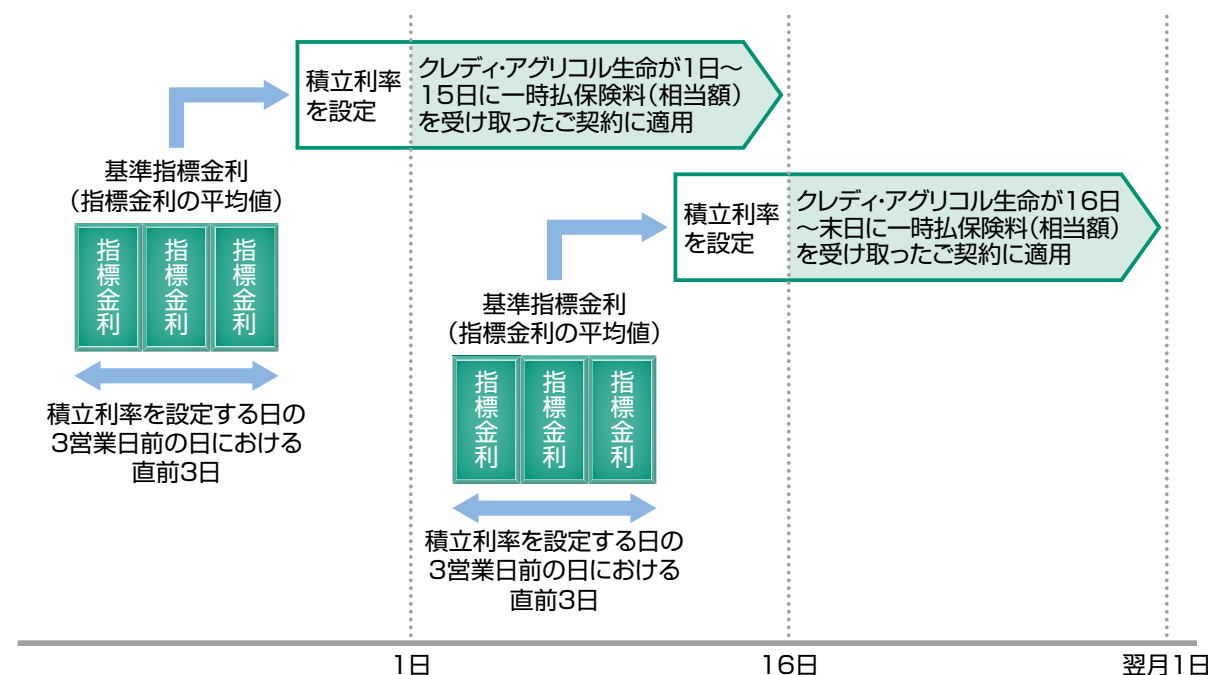 積立利率
を設定
クレディ・アグリコル生命が1日～
15日に一時払保険料（相当額）
を受け取ったご契約に適用
基準指標金利
（指標金利の平均値）
指標金利
指標金利
指標金利
積立利率を設定する日の
3営業日前の日における
直前3日
積立利率
を設定
クレディ・アグリコル生命が16日
～末日に一時払保険料（相当額）
を受け取ったご契約に適用
基準指標金利
（指標金利の平均値）
指標金利
指標金利
指標金利
積立利率を設定する日の
3営業日前の日における
直前3日
1日
16日
翌月1日